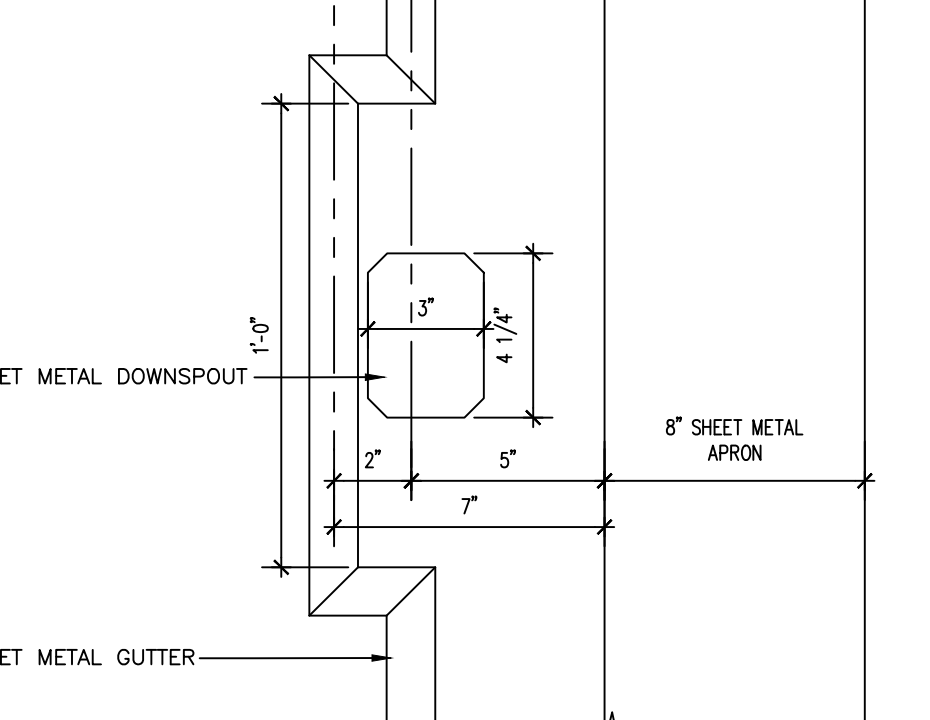 3"
4 1/4"
1'-0"
ET METAL DOWNSPOUT
8" SHEET METAL
APRON
2"
5"
7"
ET METAL GUTTER